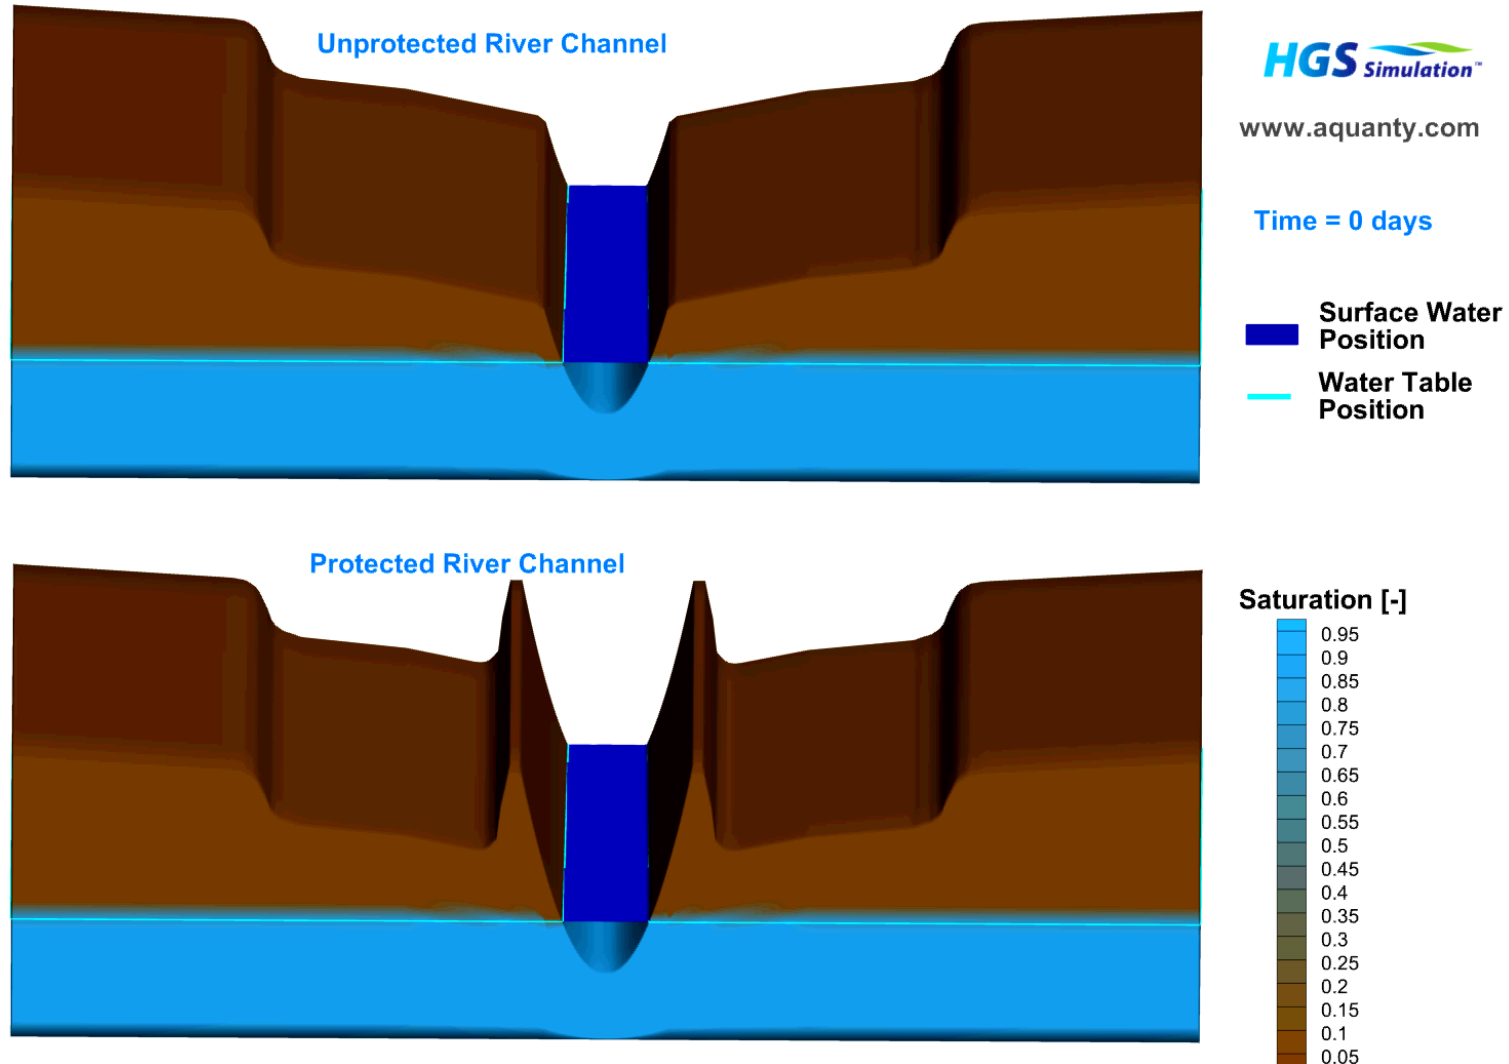 Unprotected River Channel
HGS Simulation™
www.aquanty.com
Time = 0 days
Surface Water
Position
Water Table
Position
Protected River Channel
Saturation [-]
0.95
0.9
0.85
0.8
0.75
0.7
0.65
0.6
0.55
0.5
0.45
0.4
0.35
0.3
0.25
0.2
0.15
0.1
0.05